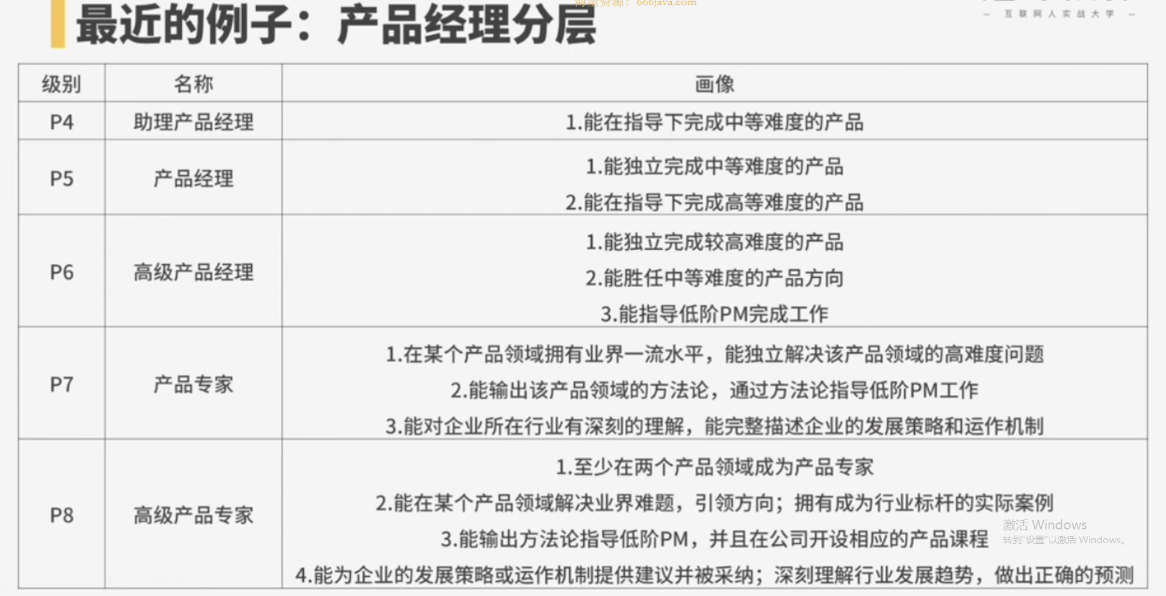 666java.com
最近的例子：产品经理分层
互联网人实战大学
级别 名称 画像
P4 助理产品经理 1.能在指导下完成中等难度的产品
P5 产品经理 1.能独立完成中等难度的产品
2.能在指导下完成高等难度的产品
P6 高级产品经理 1.能独立完成较高难度的产品
2.能胜任中等难度的产品方向
3.能指导低阶PM完成工作
P7 产品专家 1.在某个产品领域拥有业界一流水平，能独立解决该产品领域的高难度问题
2.能输出该产品领域的方法论，通过方法论指导低阶PM工作
3.能对企业所在行业有深刻的理解，能完整描述企业的发展策略和运作机制
P8 高级产品专家 1.至少在两个产品领域成为产品专家
2.能在某个产品领域解决业界难题，引领方向；拥有成为行业标杆的实际案例
3.能输出方法论指导低阶PM，并且在公司开设相应的产品课程
4.能为企业的发展策略或运作机制提供建议并被采纳；深刻理解行业发展趋势，做出正确的预测
激活 Windows
转到"设置"以激活 Windows。